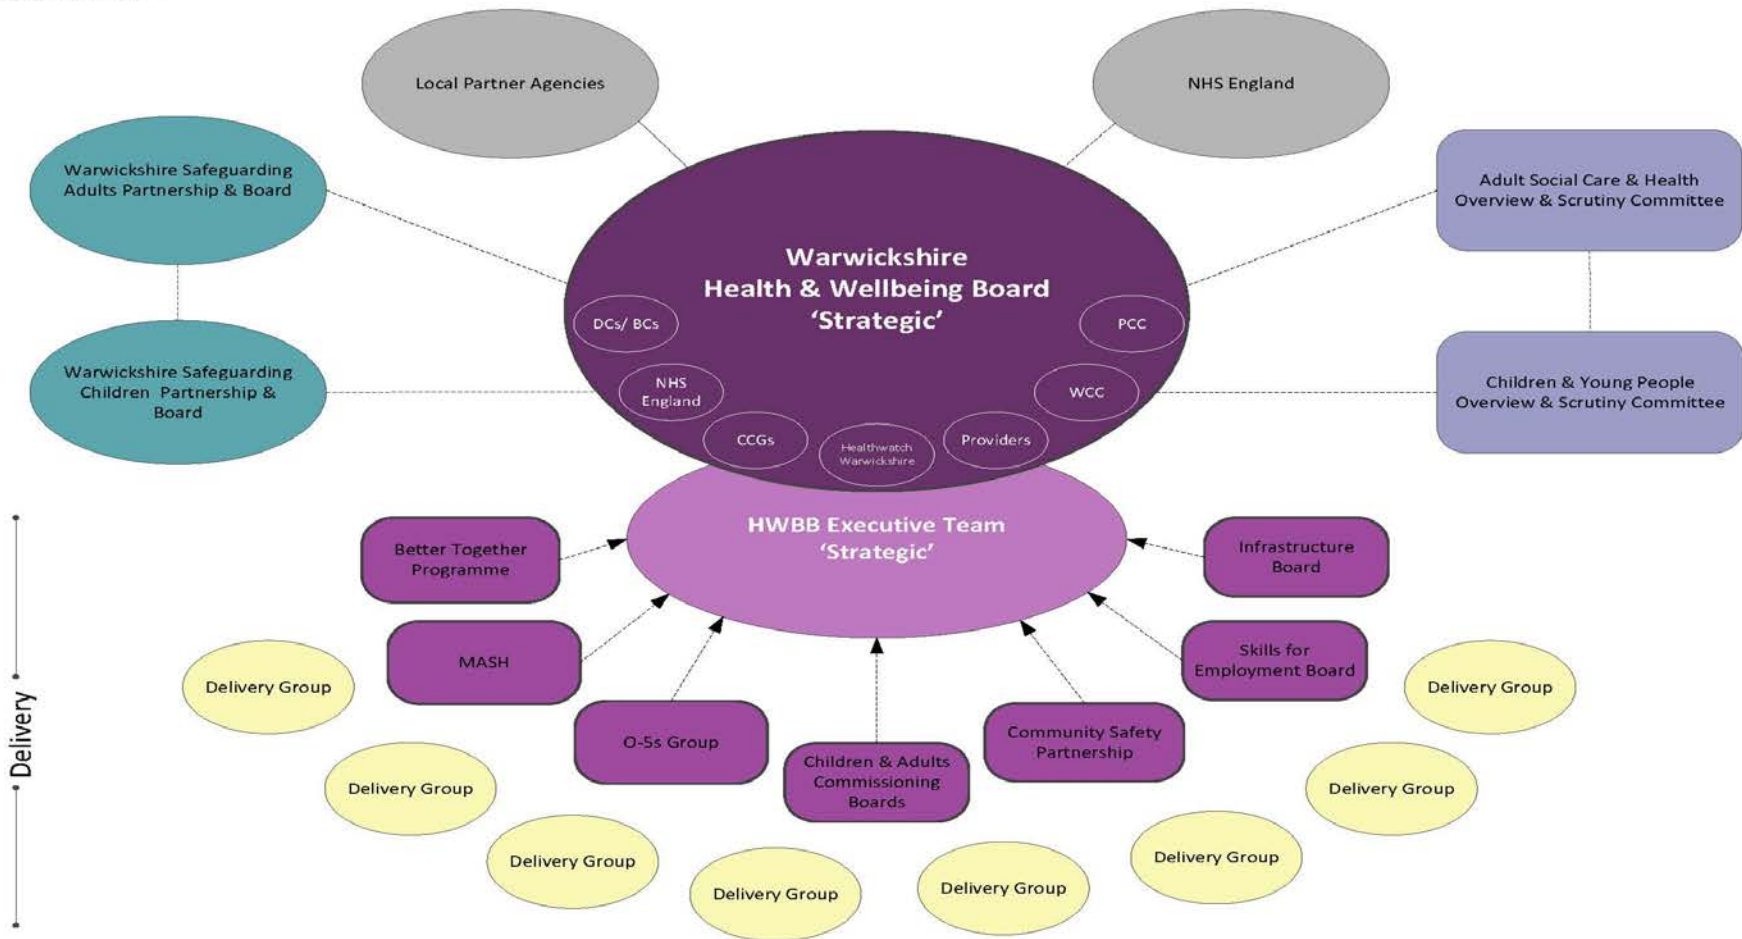 Local Partner Agencies
NHS England
Warwickshire Safeguarding
Adults Partnership & Board
Adult Social Care & Health
Overview & Scrutiny Committee
Warwickshire
Health & Wellbeing Board
‘Strategic’
DCs/ BCs
PCC
Warwickshire Safeguarding
Children Partnership &
Board
NHS
England
WCC
Children & Young People
Overview & Scrutiny Committee
CCGs
Healthwatch
Warwickshire
Providers
HWBB Executive Team
‘Strategic’
Better Together
Programme
Infrastructure
Board
MASH
Skills for
Employment Board
Delivery Group
Delivery Group
Delivery
O-5s Group
Community Safety
Partnership
Children & Adults
Commissioning
Boards
Delivery Group
Delivery Group
Delivery Group
Delivery Group
Delivery Group
Delivery Group